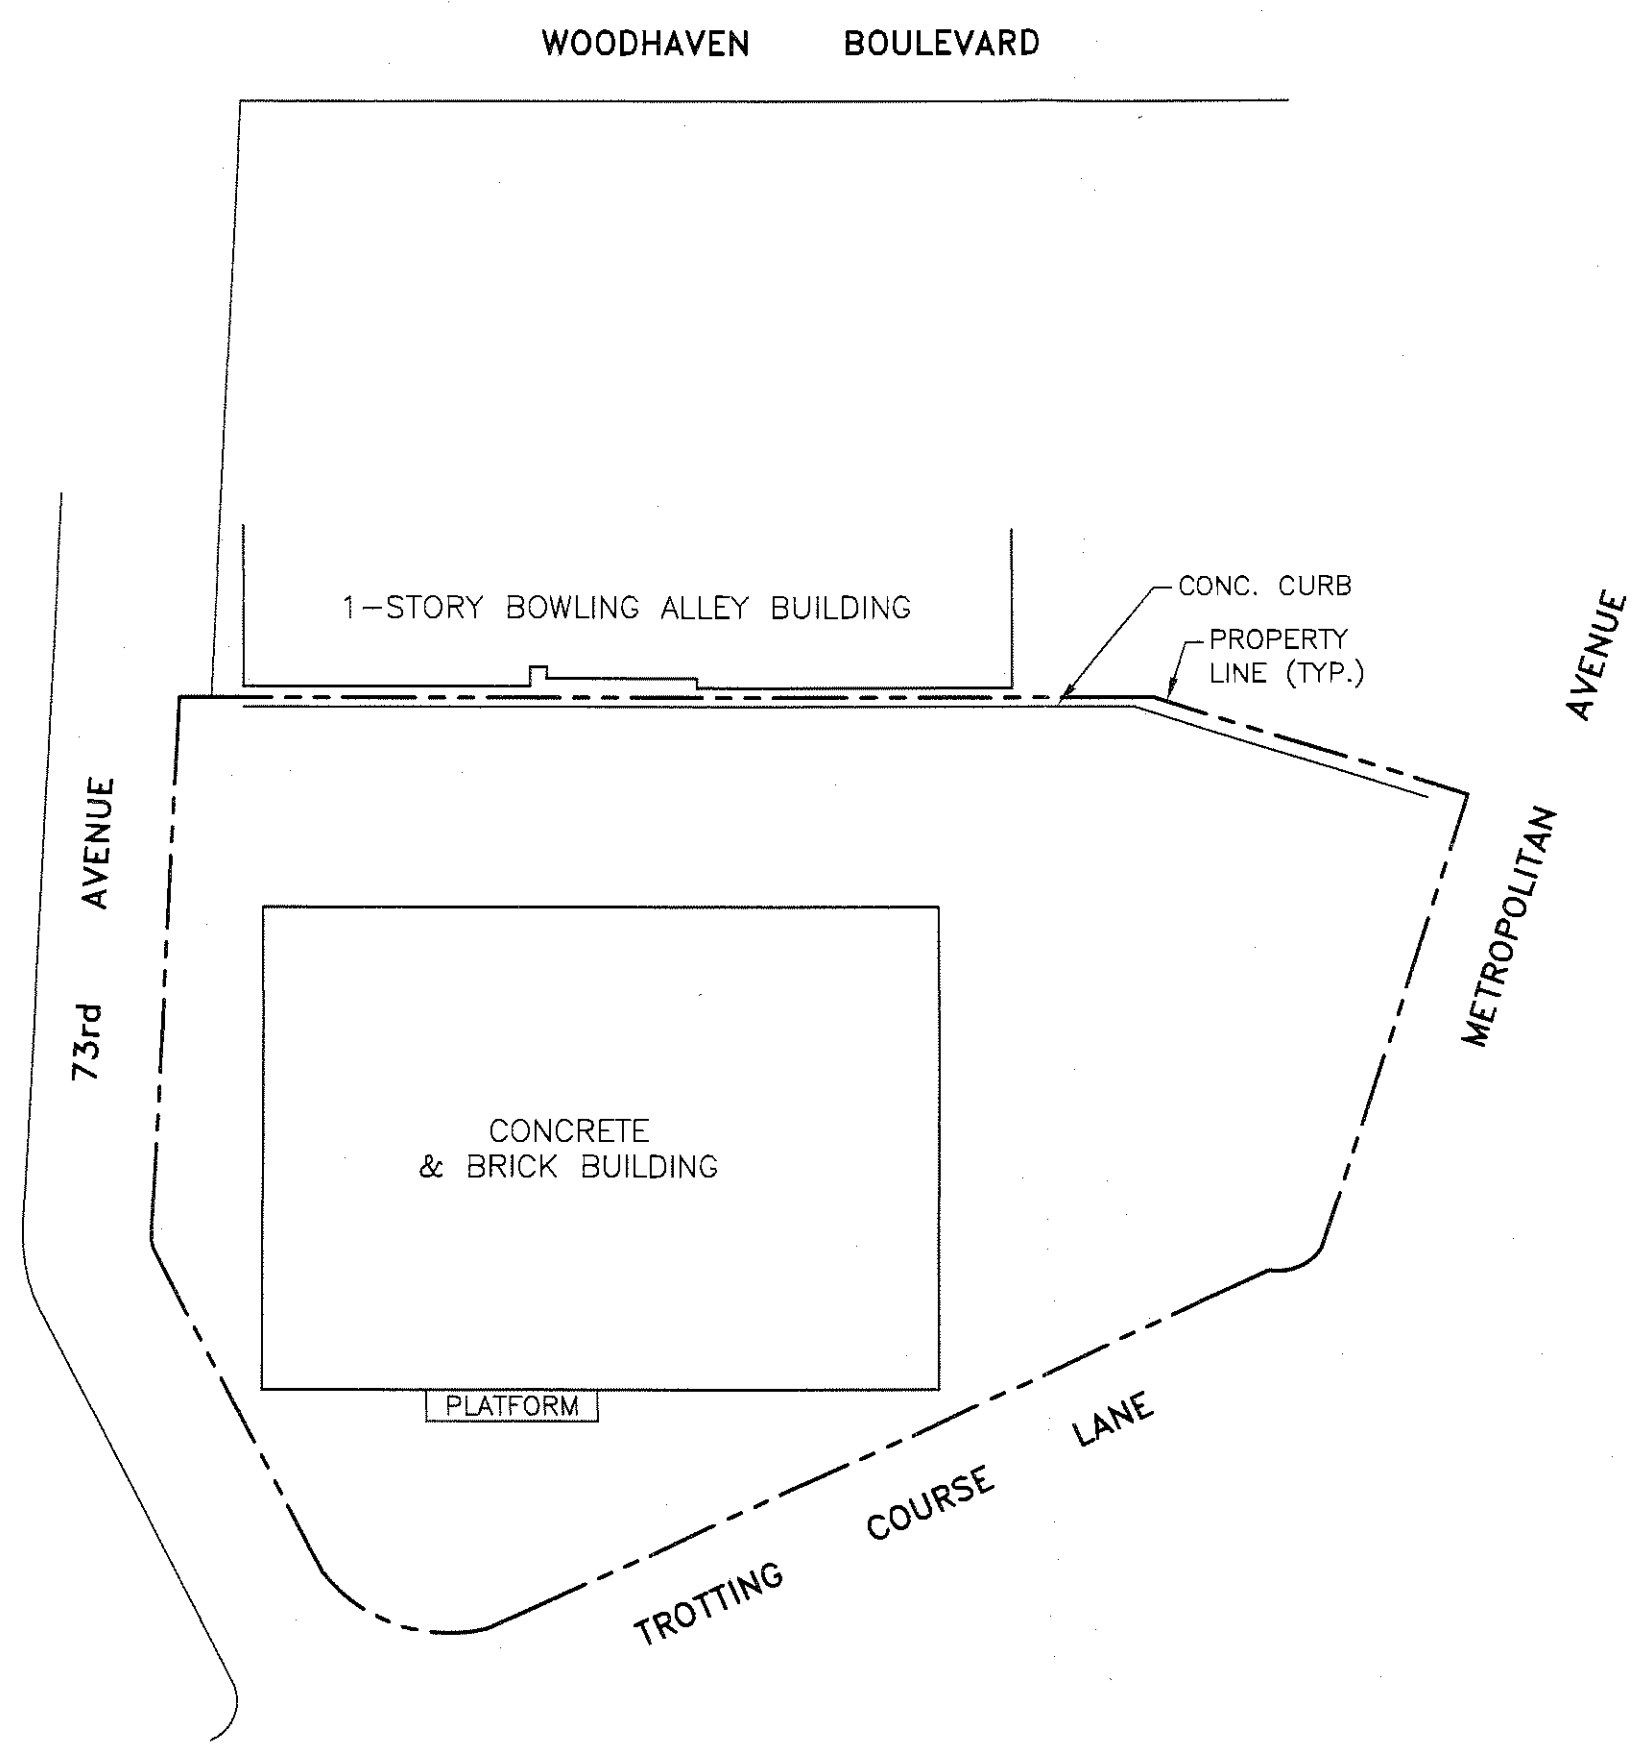 WOODHAVEN BOULEVARD
1-STORY BOWLING ALLEY BUILDING
CONC. CURB
PROPERTY
LINE (TYP.)
73rd AVENUE
METROPOLITAN AVENUE
CONCRETE
& BRICK BUILDING
PLATFORM
TROTTING COURSE LANE